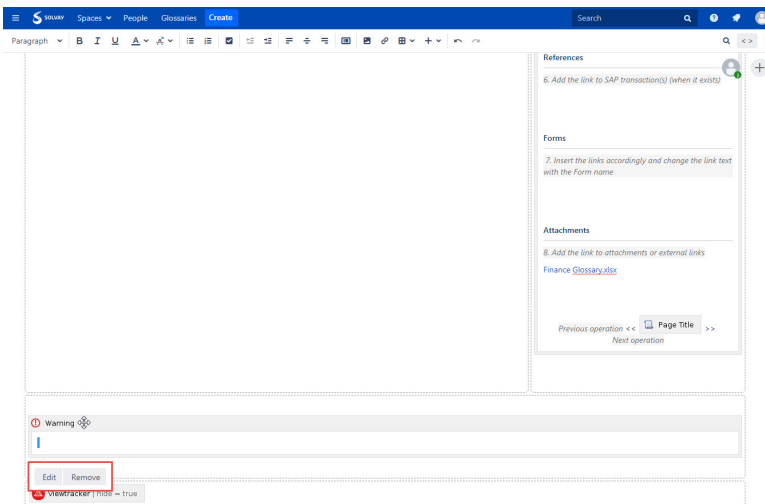 SOLVAY Spaces People Glossaries Create Search
Paragraph B I U A
References
6. Add the link to SAP transaction(s) (when it exists)
Forms
7. Insert the links accordingly and change the link text
with the Form name
Attachments
8. Add the link to attachments or external links
Finance Glossary.xlsx
Previous operation << Page Title >>
Next operation
Warning
Edit Remove
Viewtracker | hide = true